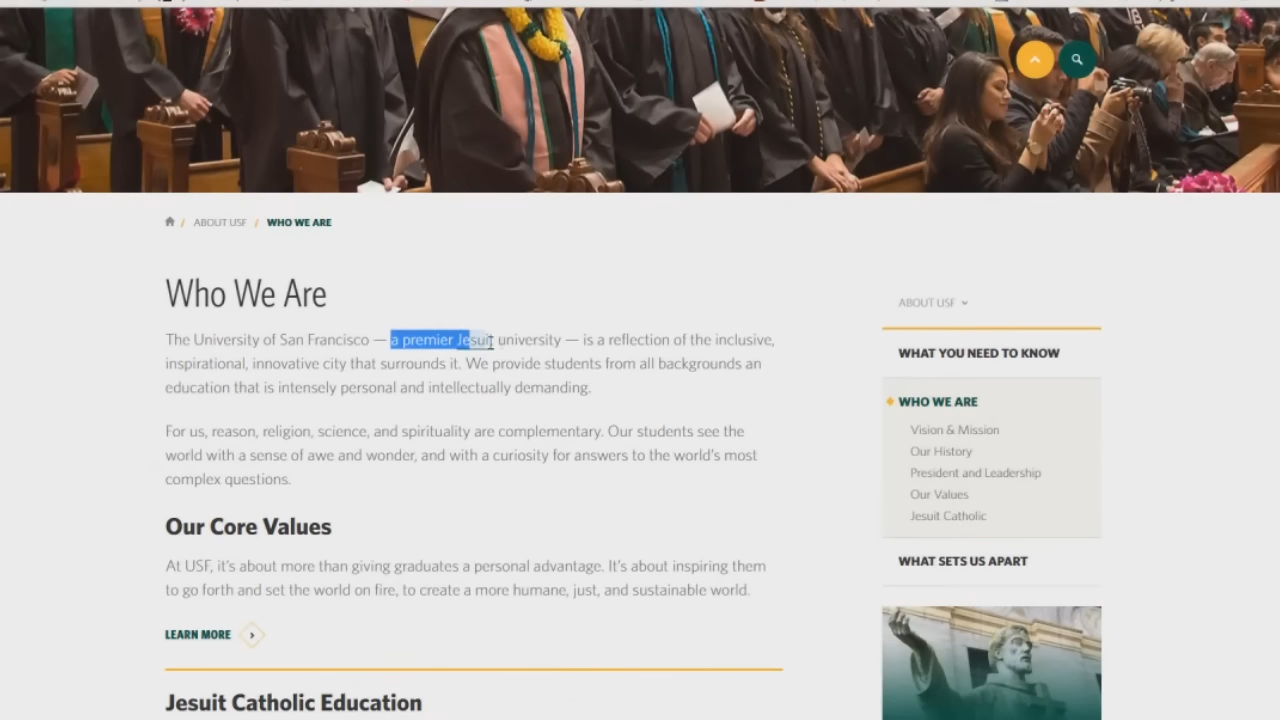 ABOUT USF / WHO WE ARE
Who We Are
The University of San Francisco — a premier Jesuit university — is a reflection of the inclusive,
inspirational, innovative city that surrounds it. We provide students from all backgrounds an
education that is intensely personal and intellectually demanding.
For us, reason, religion, science, and spirituality are complementary. Our students see the
world with a sense of awe and wonder, and with a curiosity for answers to the world's most
complex questions.
Our Core Values
At USF, it's about more than giving graduates a personal advantage. It's about inspiring them
to go forth and set the world on fire, to create a more humane, just, and sustainable world.
LEARN MORE
Jesuit Catholic Education
ABOUT USF
WHAT YOU NEED TO KNOW
WHO WE ARE
Vision & Mission
Our History
President and Leadership
Our Values
Jesuit Catholic
WHAT SETS US APART